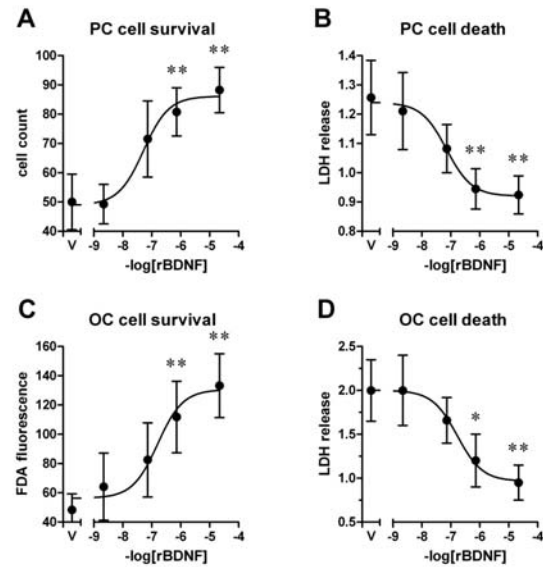 A PC cell survival
cell count
100
90
80
70
60
50
40
** **
V -9 -8 -7 -6 -5 -4
-log[rBDNF]
B PC cell death
LDH release
1.4
1.3
1.2
1.1
1.0
0.9
0.8
** **
V -9 -8 -7 -6 -5 -4
-log[rBDNF]
C OC cell survival
FDA fluorescence
160
140
120
100
80
60
40
** **
V -9 -8 -7 -6 -5 -4
-log[rBDNF]
D OC cell death
LDH release
2.5
2.0
1.5
1.0
0.5
* **
V -9 -8 -7 -6 -5 -4
-log[rBDNF]